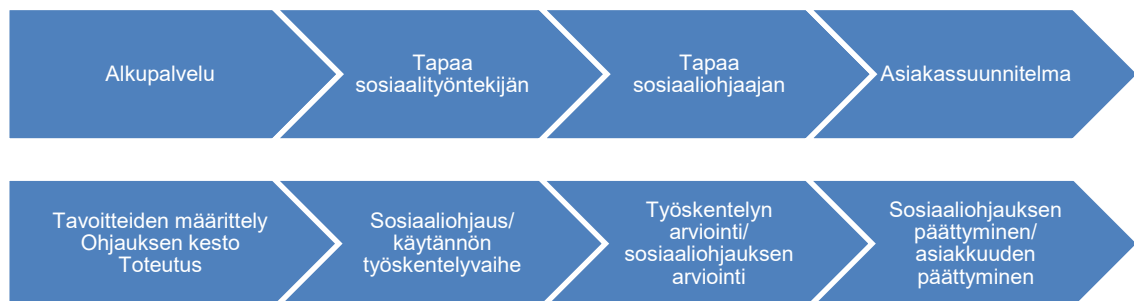 Alkupalvelu
Tapaa
sosiaalityöntekijän
Tapaa
sosiaaliohjaajan
Asiakassuunnitelma
Tavoitteiden määrittely
Ohjauksen kesto
Toteutus
Sosiaaliohjaus/
käytännön
työskentelyvaihe
Työskentelyn
arviointi/
sosiaaliohjauksen
arviointi
Sosiaaliohjauksen
päättyminen/
asiakkuuden
päättyminen